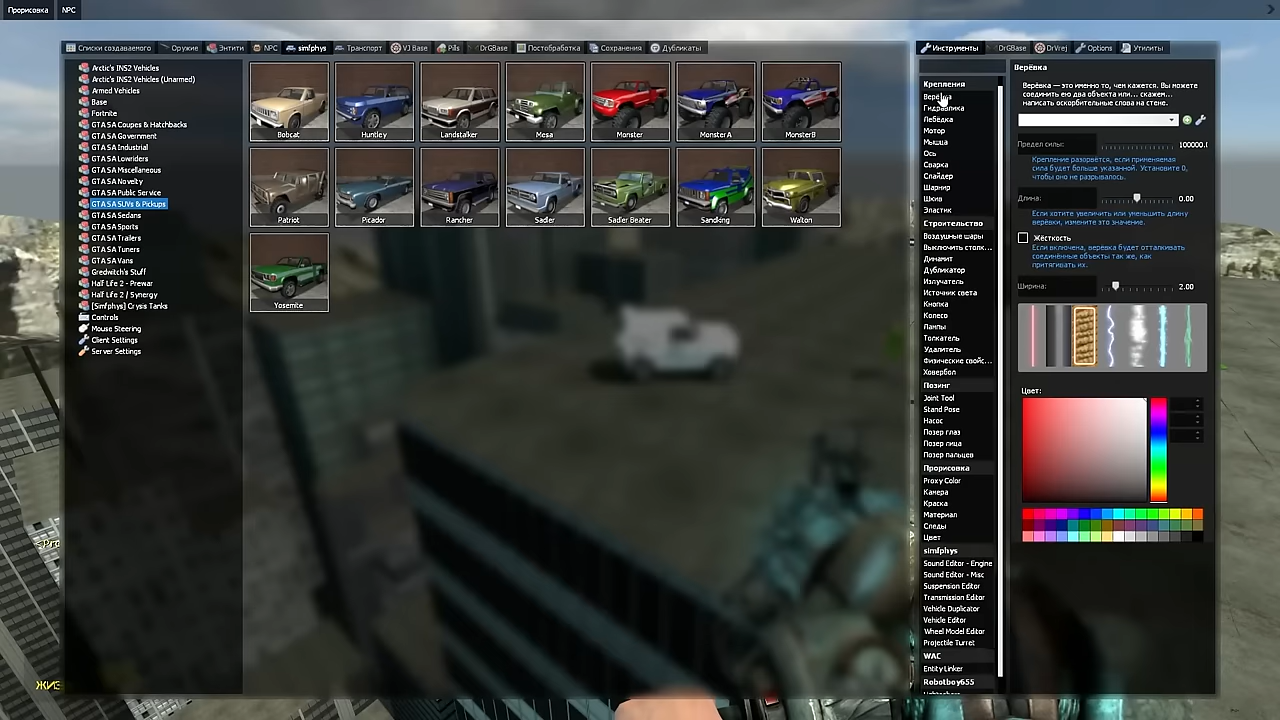 Прорисовка NPC
Списки создаваемого Оружие Энтити NPC simfphys Транспорт VJ Base Pills DrGBase Постобработка Сохранения Дубликаты
Arctic's INS2 Vehicles
Arctic's INS2 Vehicles (Unarmed)
Armed Vehicles
Base
Fortnite
GTA SA Coupes & Hatchbacks
GTA SA Government
GTA SA Industrial
GTA SA Lowriders
GTA SA Miscellaneous
GTA SA Novelty
GTA SA Public Service
GTA SA SUVs & Pickups
GTA SA Sedans
GTA SA Sports
GTA SA Trailers
GTA SA Tuners
GTA SA Vans
Gredwitch's Stuff
Half Life 2 - Prewar
Half Life 2 / Synergy
[Simfphys] Crysis Tanks
Controls
Mouse Steering
Client Settings
Server Settings
Bobcat Huntley Landstalker Mesa Monster MonsterA MonsterB
Patriot Picador Rancher Sadler Sadler Beater Sandking Walton
Yosemite
Инструменты DrGBase DrVrej Options Утилиты
Крепления
Верёвка
Гидравлика
Лебёдка
Мотор
Мышца
Ось
Сварка
Слайдер
Шарнир
Шкив
Эластик
Строительство
Воздушные шары
Выключить столк...
Динамит
Дубликатор
Излучатель
Источник света
Кнопка
Колесо
Лампы
Толкатель
Удалитель
Физические свойс...
Ховербол
Позинг
Joint Tool
Stand Pose
Насос
Позер глаз
Позер лица
Позер пальцев
Прорисовка
Proxy Color
Камера
Краска
Материал
Следы
Цвет
simfphys
Sound Editor - Engine
Sound Editor - Misc
Suspension Editor
Transmission Editor
Vehicle Duplicator
Vehicle Editor
Wheel Model Editor
Projectile Turret
WAC
Entity Linker
Robotboy655
Верёвка
Верёвка — это именно то, чем кажется. Вы можете
соединить ею два объекта или... скажем...
написать оскорбительные слова на стене.
Предел силы: 100000.(
Крепление разорвётся, если применяемая
сила будет больше указанной. Установите 0,
чтобы оно не разрывалось.
Длина: 0.00
Если хотите увеличить или уменьшить длину
верёвки, измените это значение.
Жёсткость
Если включена, верёвка будет отталкивать
соединённые объекты так же, как
притягивать их.
Ширина: 2.00
Цвет:
ЖИЗ